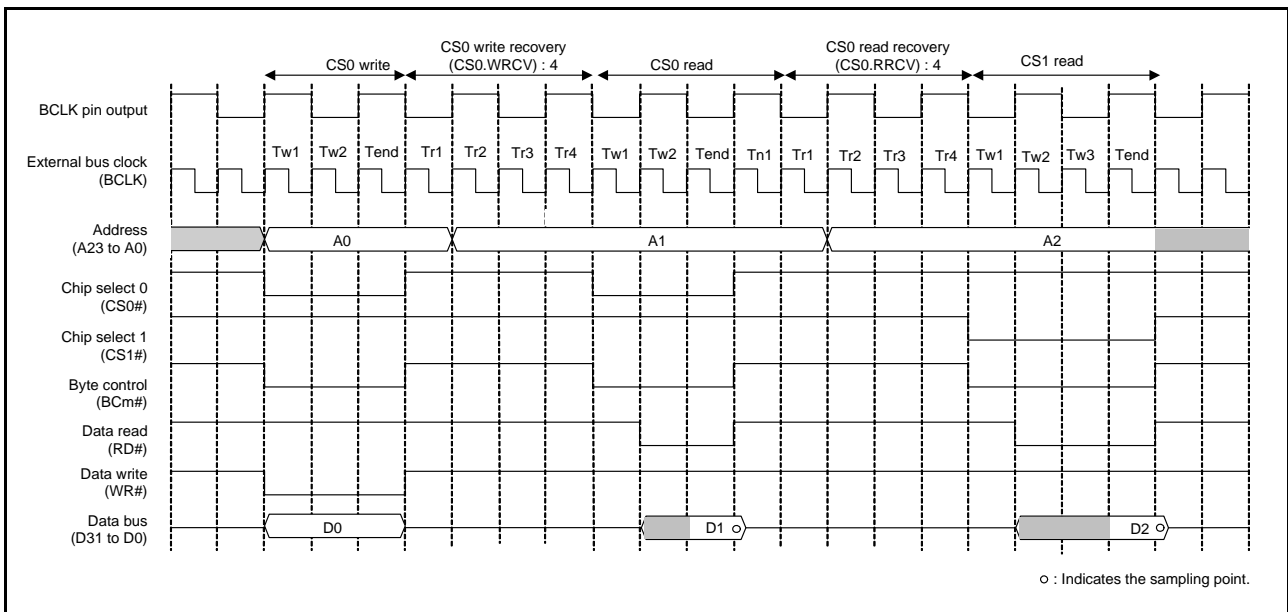 CS0 write
CS0 write recovery
(CS0.WRCV) : 4
CS0 read
CS0 read recovery
(CS0.RRCV) : 4
CS1 read
BCLK pin output
External bus clock
(BCLK)
Tw1 Tw2 Tend Tr1 Tr2 Tr3 Tr4 Tw1 Tw2 Tend Tn1 Tr1 Tr2 Tr3 Tr4 Tw1 Tw2 Tw3 Tend
Address
(A23 to A0)
A0 A1 A2
Chip select 0
(CS0#)
Chip select 1
(CS1#)
Byte control
(BCm#)
Data read
(RD#)
Data write
(WR#)
Data bus
(D31 to D0)
D0 D1 D2
: Indicates the sampling point.